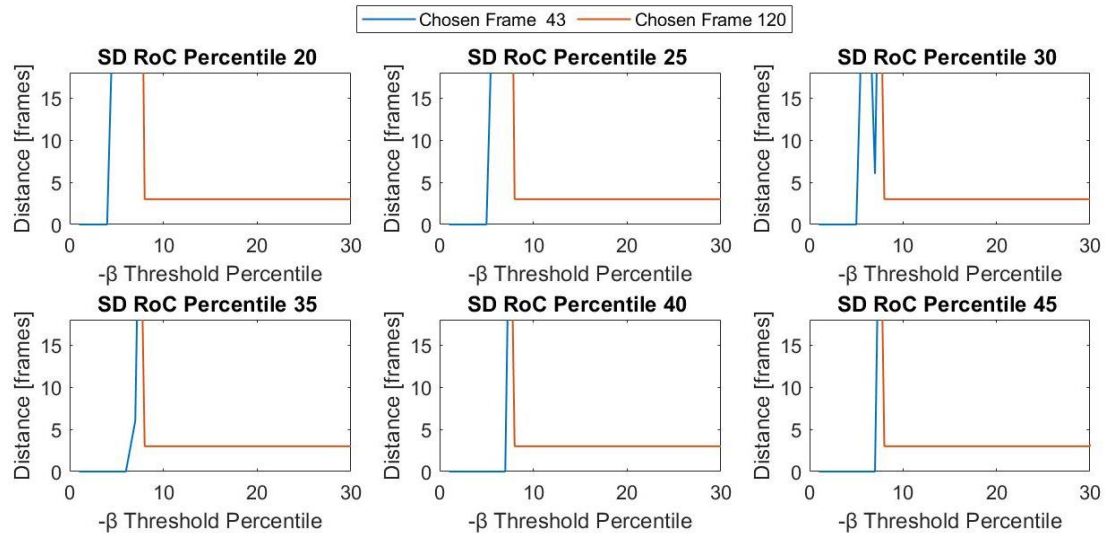 Chosen Frame 43 Chosen Frame 120
SD RoC Percentile 20
Distance [frames]
15
10
5
0
0 10 20 30
-β Threshold Percentile
SD RoC Percentile 25
Distance [frames]
15
10
5
0
0 10 20 30
-β Threshold Percentile
SD RoC Percentile 30
Distance [frames]
15
10
5
0
0 10 20 30
-β Threshold Percentile
SD RoC Percentile 35
Distance [frames]
15
10
5
0
0 10 20 30
-β Threshold Percentile
SD RoC Percentile 40
Distance [frames]
15
10
5
0
0 10 20 30
-β Threshold Percentile
SD RoC Percentile 45
Distance [frames]
15
10
5
0
0 10 20 30
-β Threshold Percentile